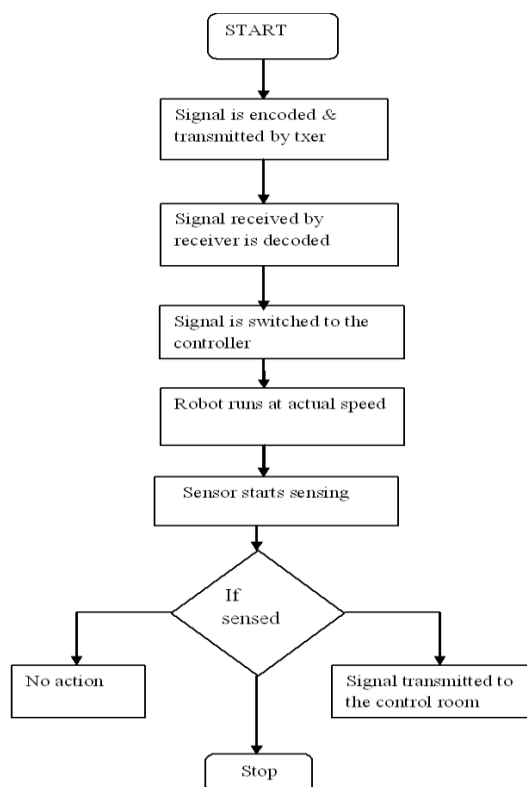 START
Signal is encoded &
transmitted by txer
Signal received by
receiver is decoded
Signal is switched to the
controller
Robot runs at actual speed
Sensor starts sensing
If
sensed
No action
Signal transmitted to
the control room
Stop